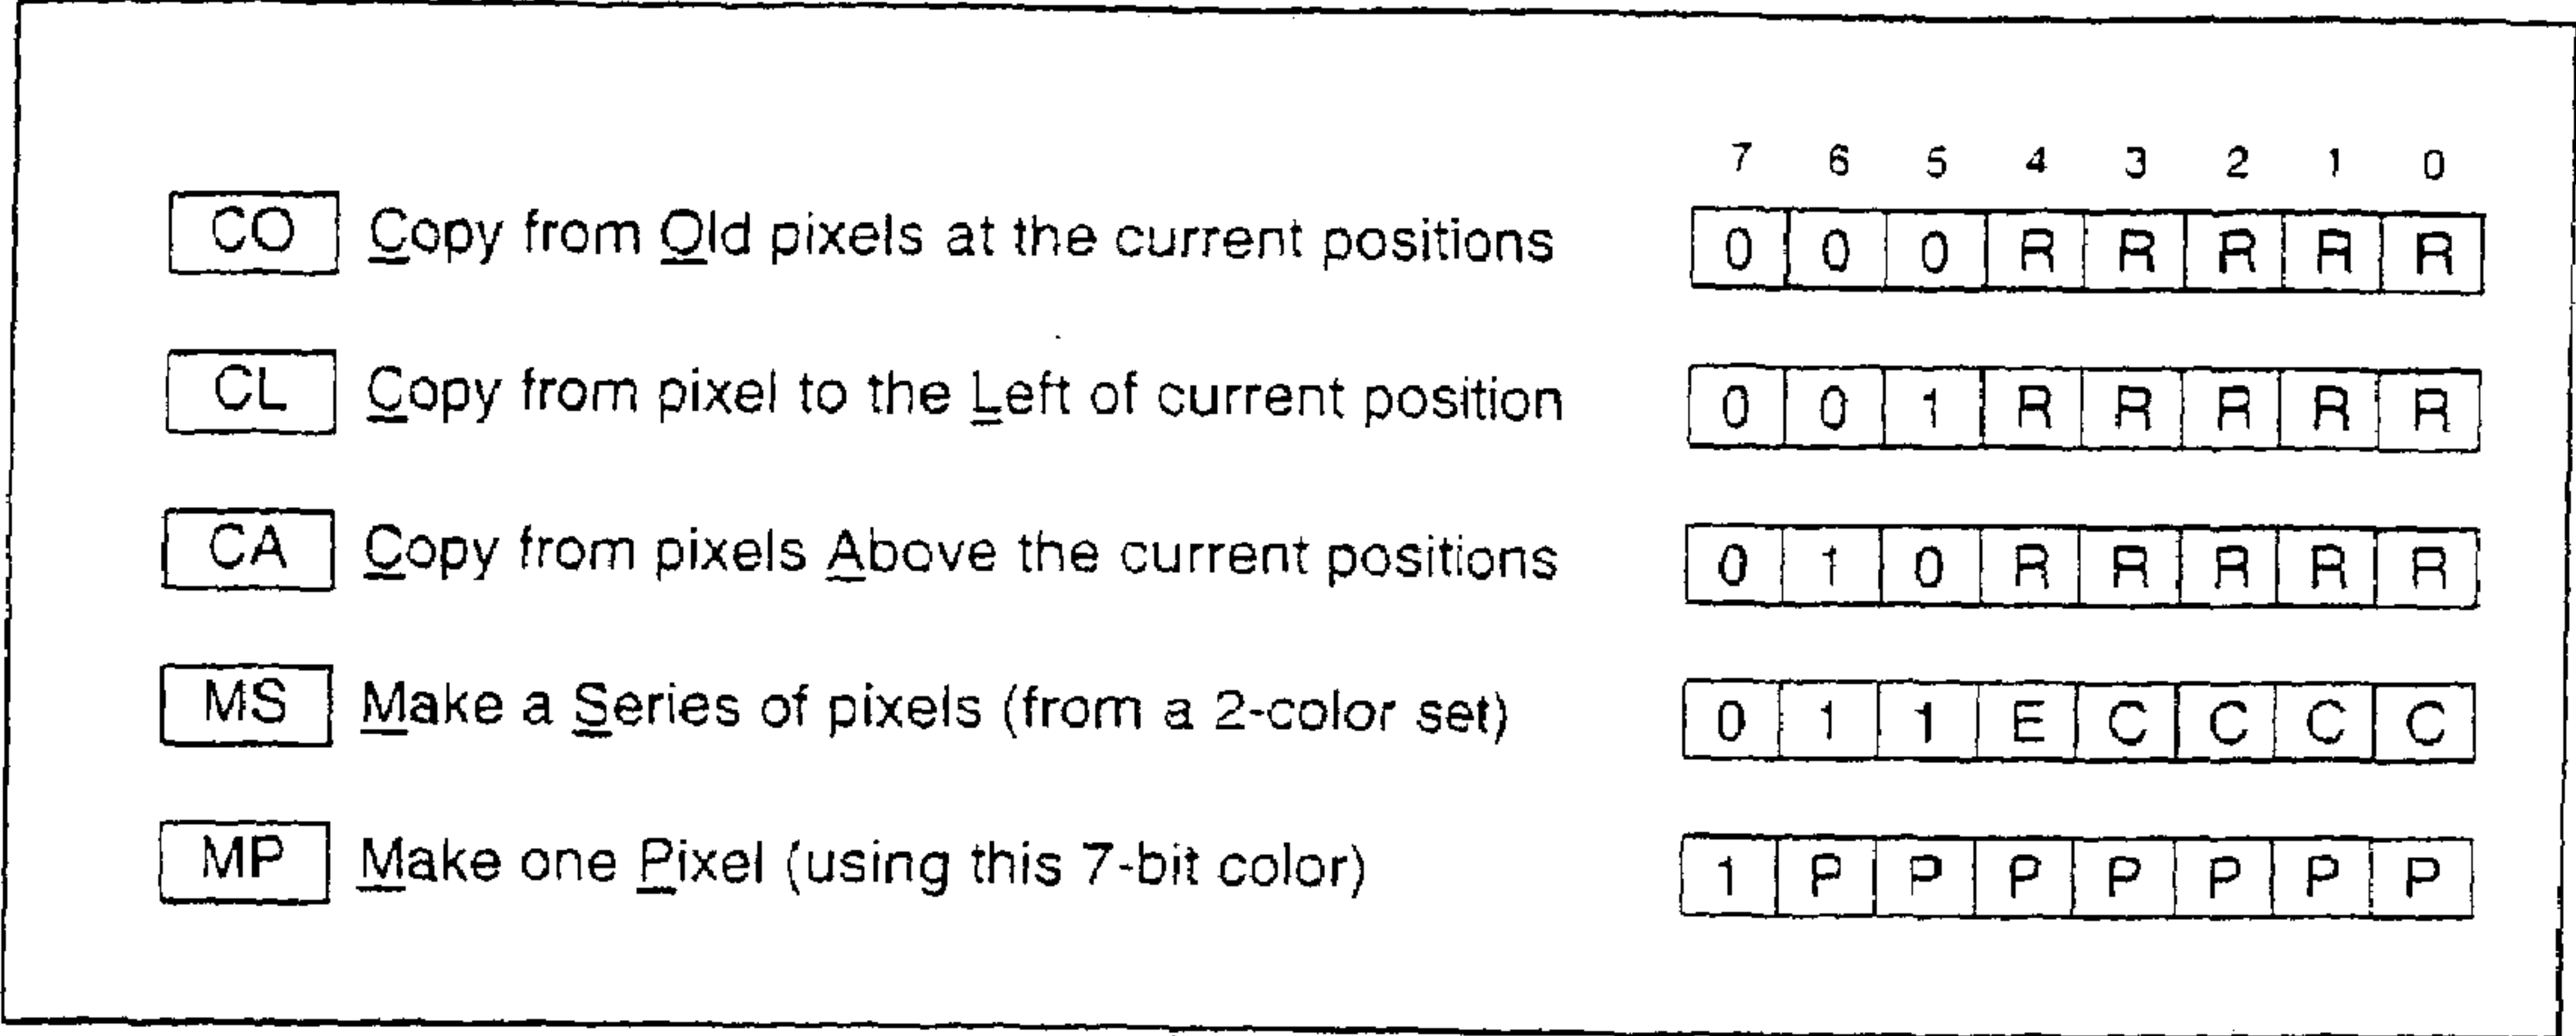 7 6 5 4 3 2 1 0
CO Copy from Old pixels at the current positions 0 0 0 R R R R R
CL Copy from pixel to the Left of current position 0 0 1 R R R R R
CA Copy from pixels Above the current positions 0 1 0 R R R R R
MS Make a Series of pixels (from a 2-color set) 0 1 1 E C C C C
MP Make one Pixel (using this 7-bit color) 1 P P P P P P P